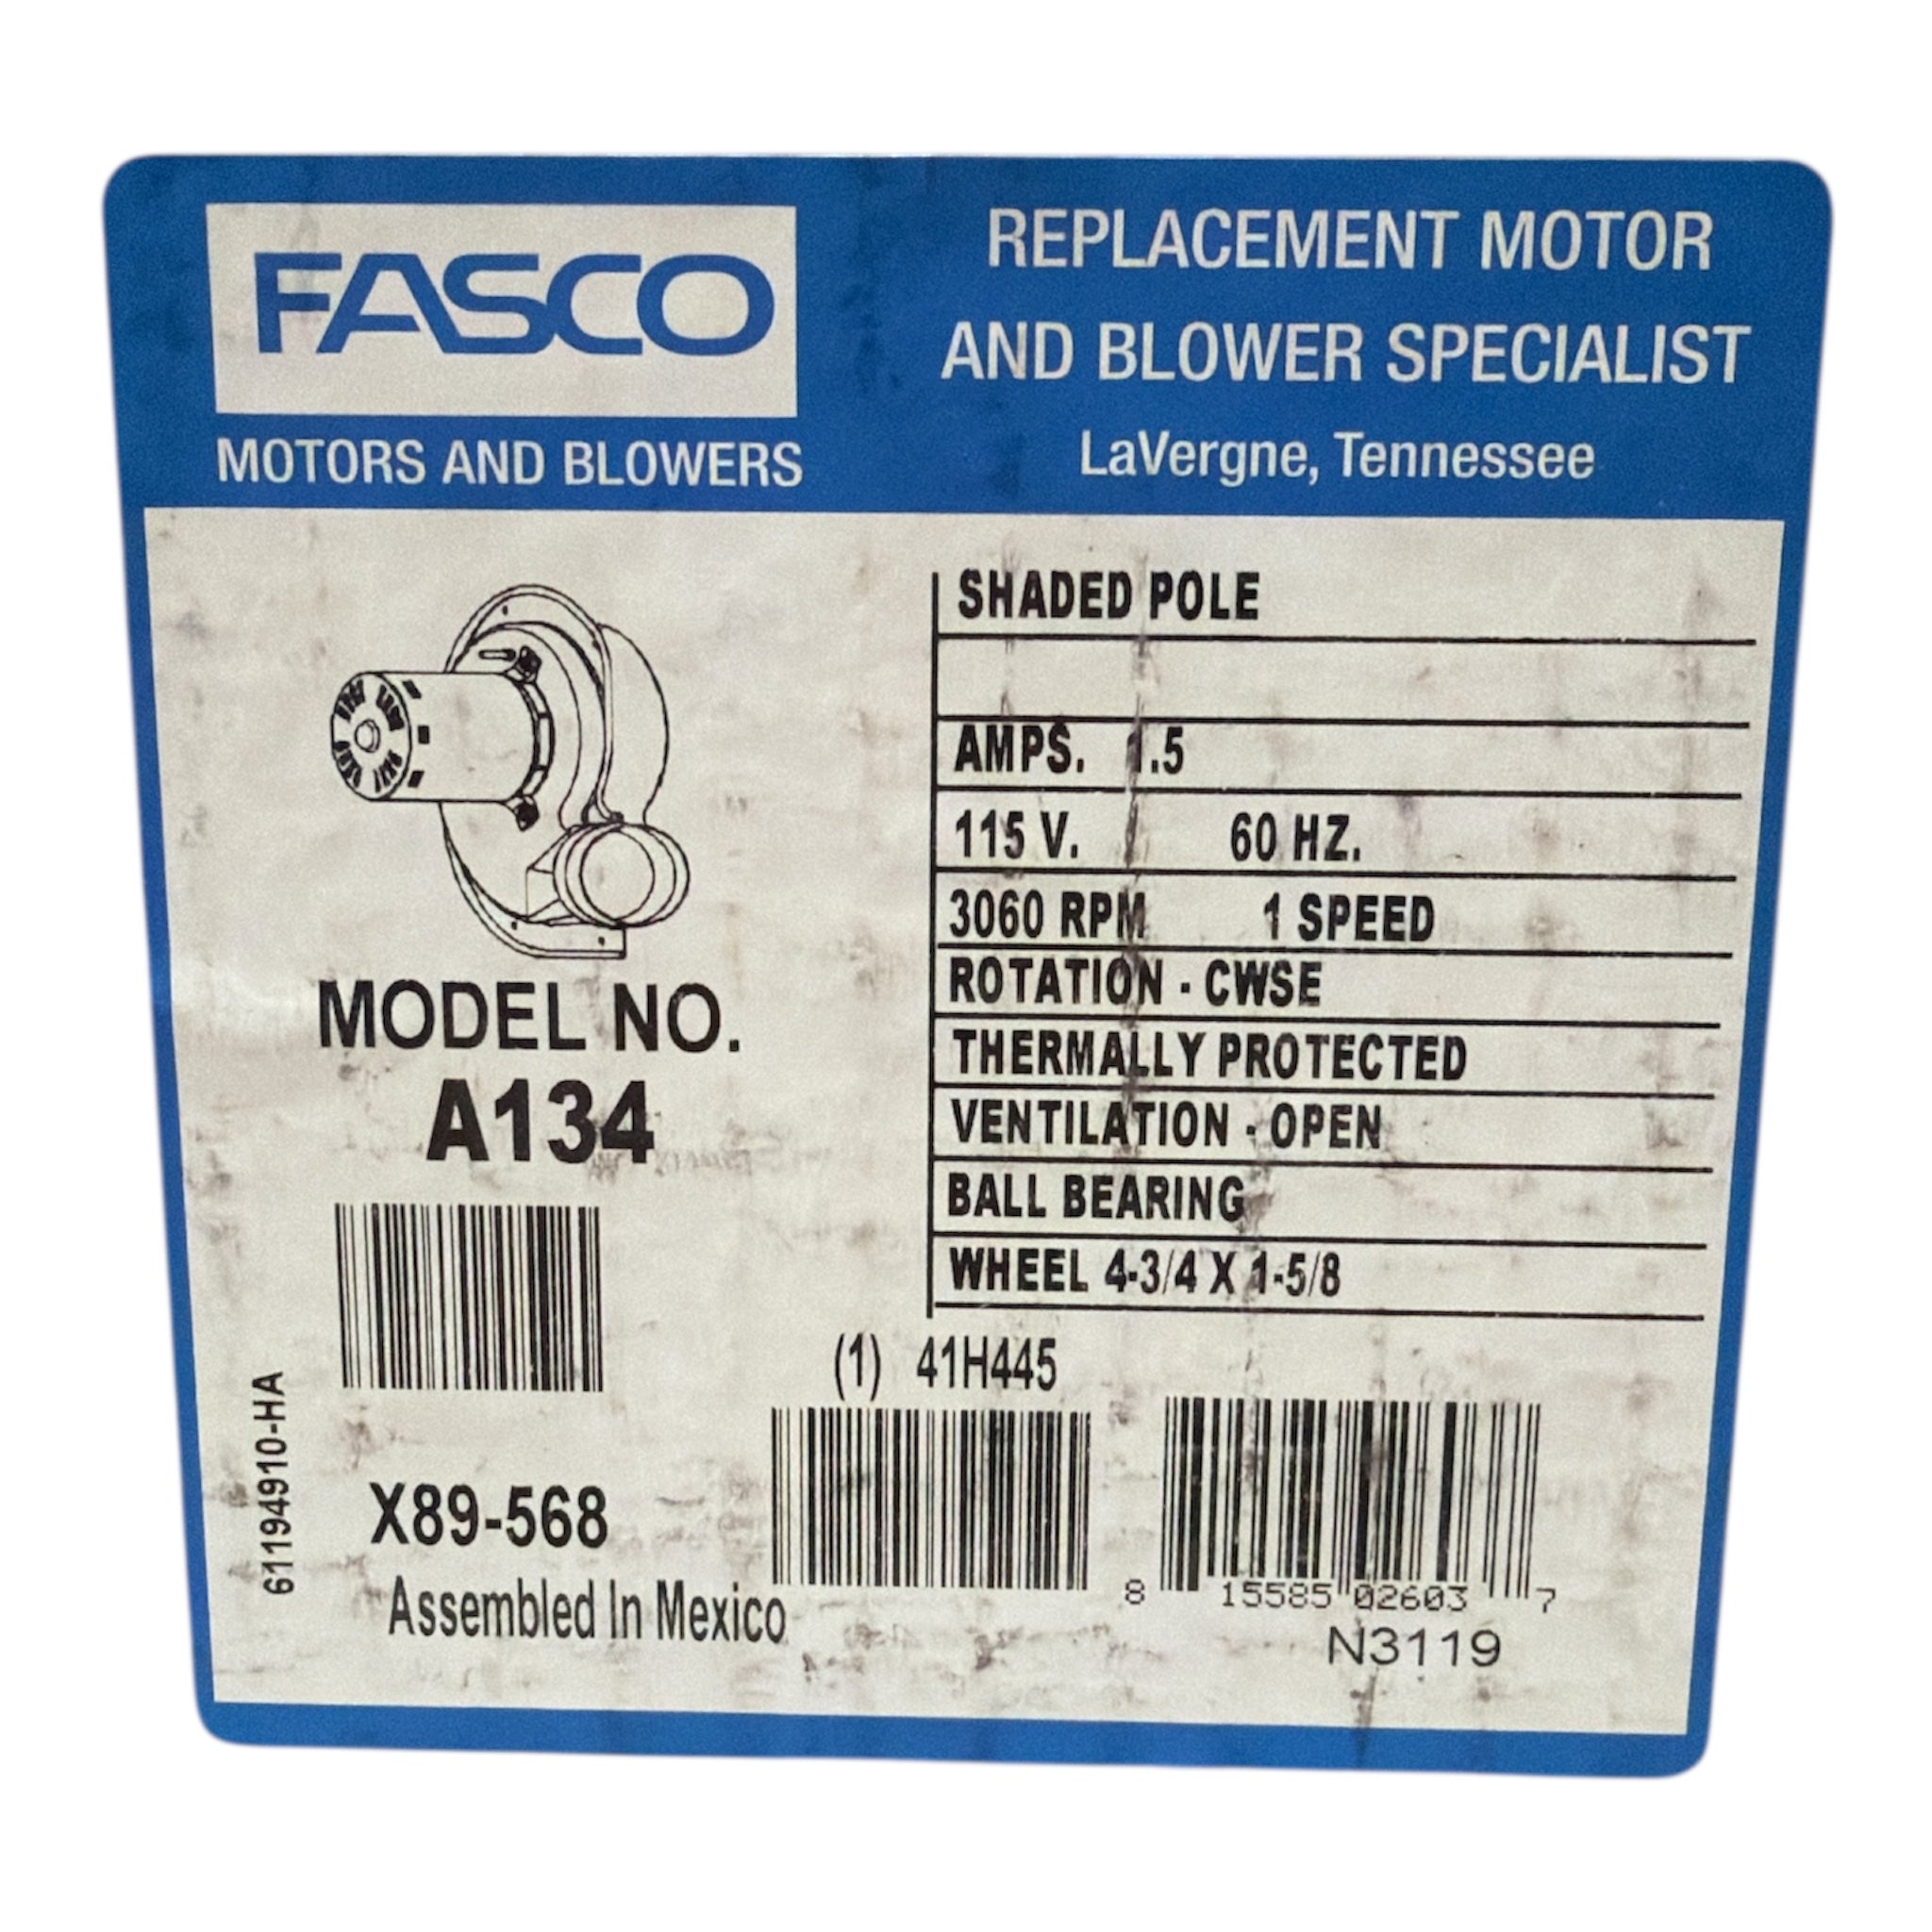 FASCO
MOTORS AND BLOWERS
REPLACEMENT MOTOR
AND BLOWER SPECIALIST
LaVergne, Tennessee
MODEL NO.
A134
X89-568
Assembled In Mexico
61194910-HA
SHADED POLE
AMPS. 1.5
115 V. 60 HZ.
3060 RPM 1 SPEED
ROTATION - CWSE
THERMALLY PROTECTED
VENTILATION - OPEN
BALL BEARING
WHEEL 4-3/4 X 1-5/8
(1) 41H445
8 15585 02603 7
N3119